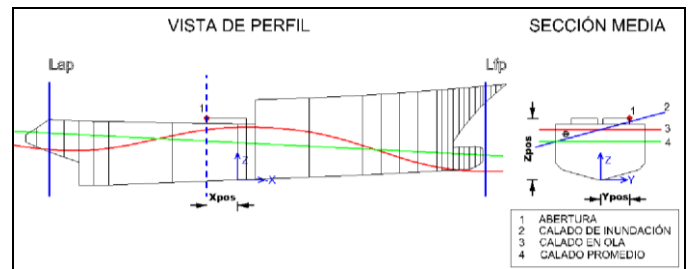 VISTA DE PERFIL
SECCIÓN MEDIA
Lap
Lfp
1
1
2
3
4
Zpos
Z
X
Xpos
Z
Y
Ypos
1 ABERTURA
2 CALADO DE INUNDACIÓN
3 CALADO EN OLA
4 CALADO PROMEDIO